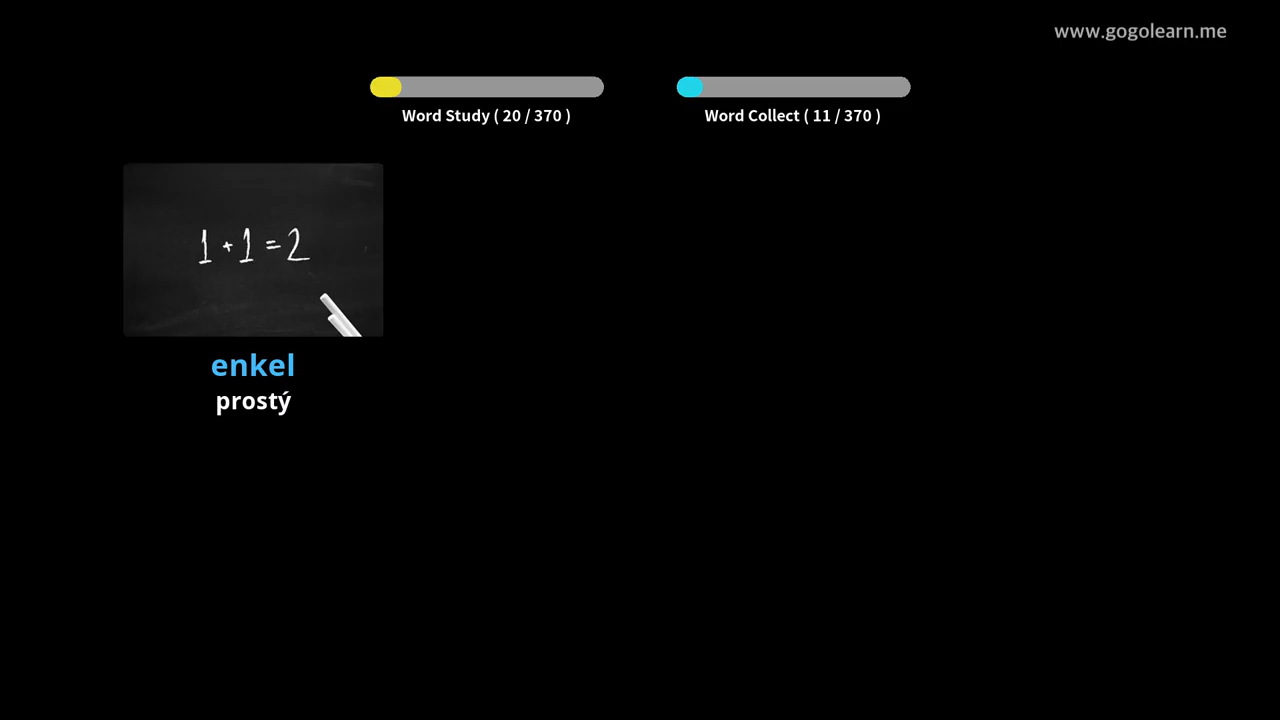 www.gogolearn.me
Word Study ( 20 / 370 )
Word Collect ( 11 / 370 )
1 + 1 = 2
enkel
prostý